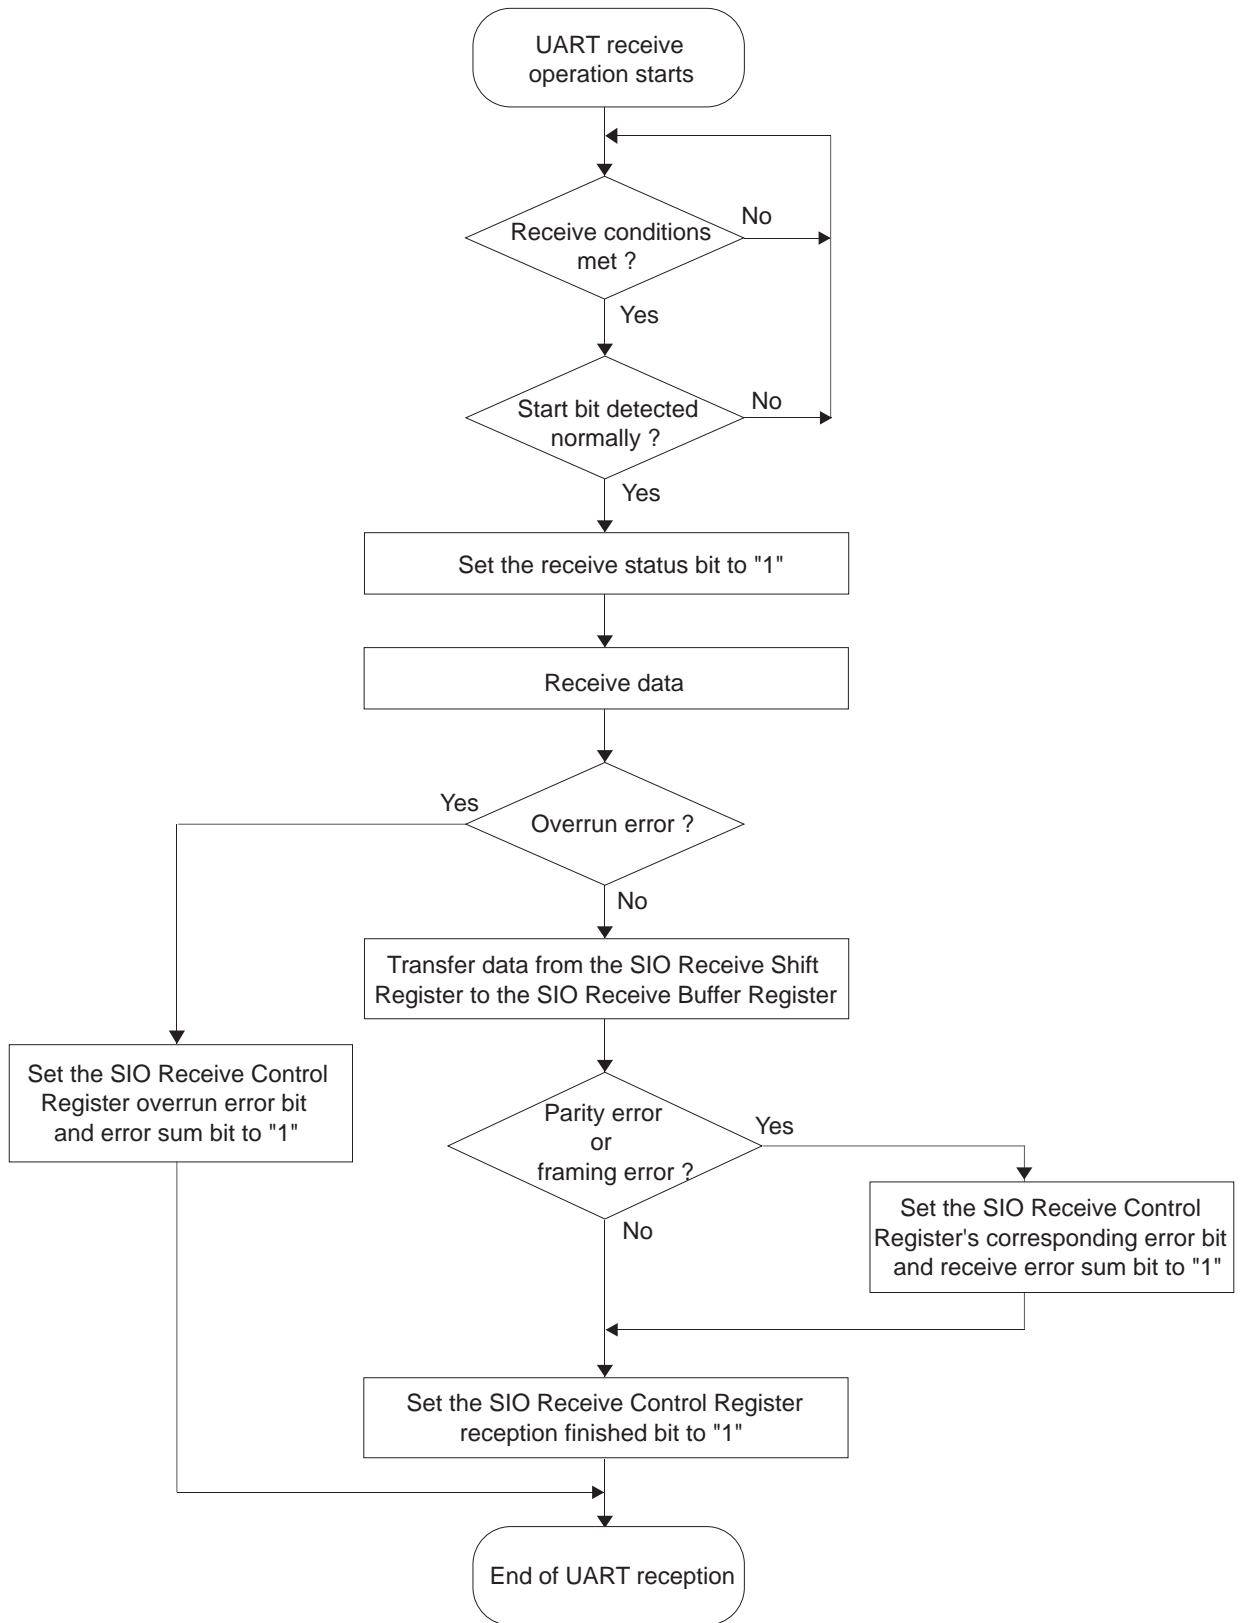 UART receive
operation starts
No
Receive conditions
met ?
Yes
No
Start bit detected
normally ?
Yes
Set the receive status bit to "1"
Receive data
Yes
Overrun error ?
No
Transfer data from the SIO Receive Shift
Register to the SIO Receive Buffer Register
Set the SIO Receive Control
Register overrun error bit
and error sum bit to "1"
Parity error
or
framing error ?
Yes
No
Set the SIO Receive Control
Register's corresponding error bit
and receive error sum bit to "1"
Set the SIO Receive Control Register
reception finished bit to "1"
End of UART reception